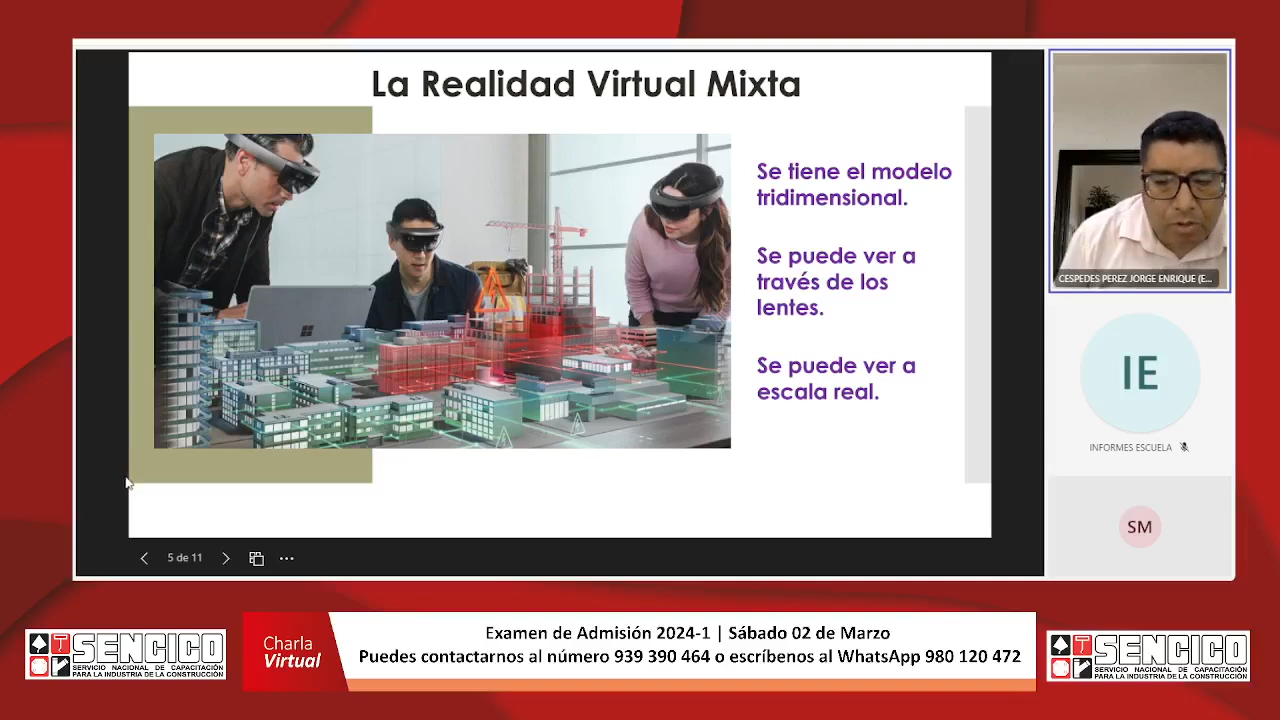 La Realidad Virtual Mixta
Se tiene el modelo
tridimensional.
Se puede ver a
través de los
lentes.
Se puede ver a
escala real.
CESPEDES PEREZ JORGE ENRIQUE (E...
IE
INFORMES ESCUELA
SM
5 de 11
SENCICO
SERVICIO NACIONAL DE CAPACITACIÓN
PARA LA INDUSTRIA DE LA CONSTRUCCIÓN
Charla
Virtual
Examen de Admisión 2024-1 | Sábado 02 de Marzo
Puedes contactarnos al número 939 390 464 o escríbenos al WhatsApp 980 120 472
SENCICO
SERVICIO NACIONAL DE CAPACITACIÓN
PARA LA INDUSTRIA DE LA CONSTRUCCIÓN